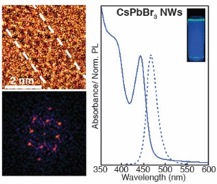 2 nm
CsPbBr₃ NWs
Absorbance/ Norm. PL
350 400 450 500 550 600
Wavelength (nm)